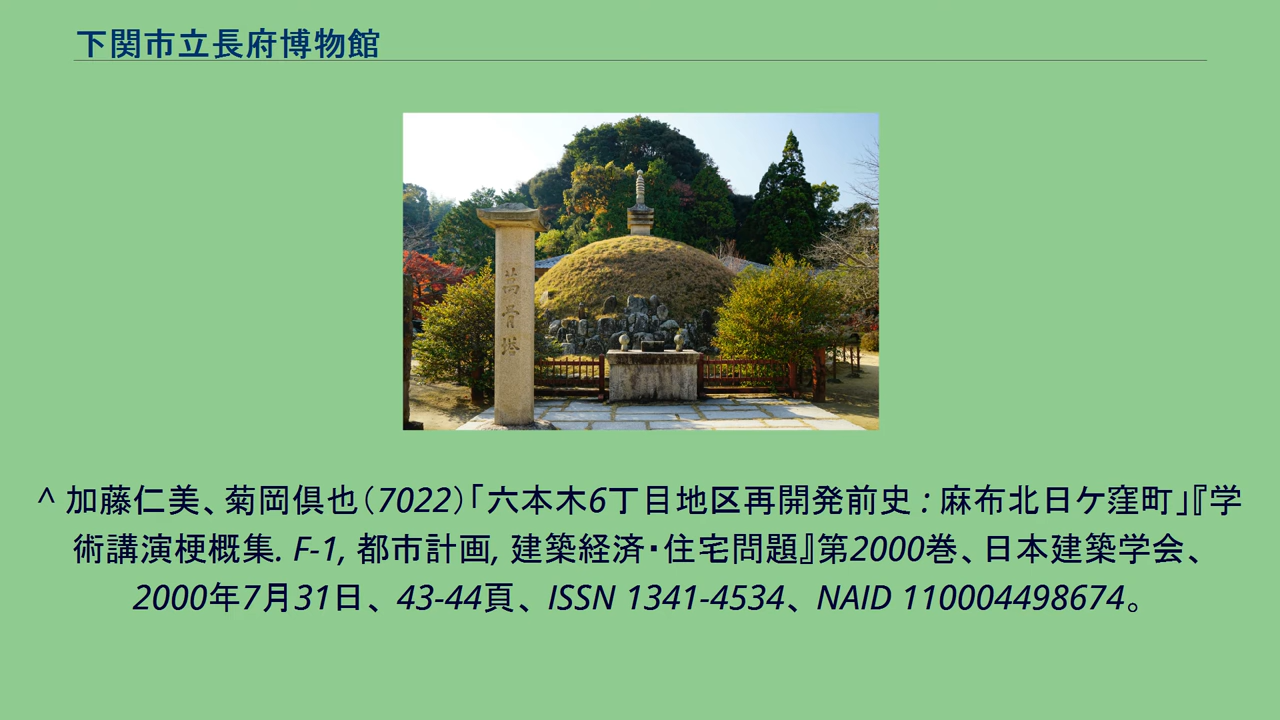 下関市立長府博物館
萬骨塔
^ 加藤仁美、菊岡倶也（7022）「六本木6丁目地区再開発前史 : 麻布北日ケ窪町」『学
術講演梗概集. F-1, 都市計画, 建築経済・住宅問題』第2000巻、日本建築学会、
2000年7月31日、43-44頁、ISSN 1341-4534、NAID 110004498674。